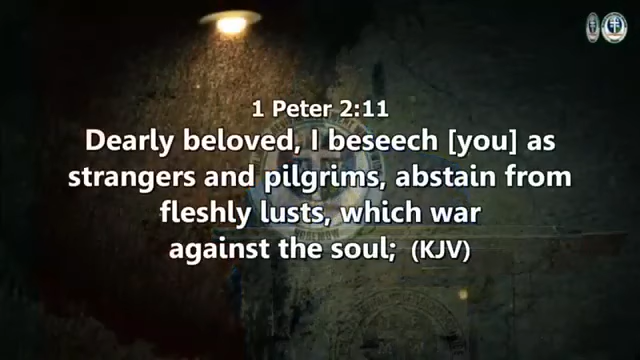 1 Peter 2:11
Dearly beloved, I beseech [you] as
strangers and pilgrims, abstain from
fleshly lusts, which war
against the soul; (KJV)